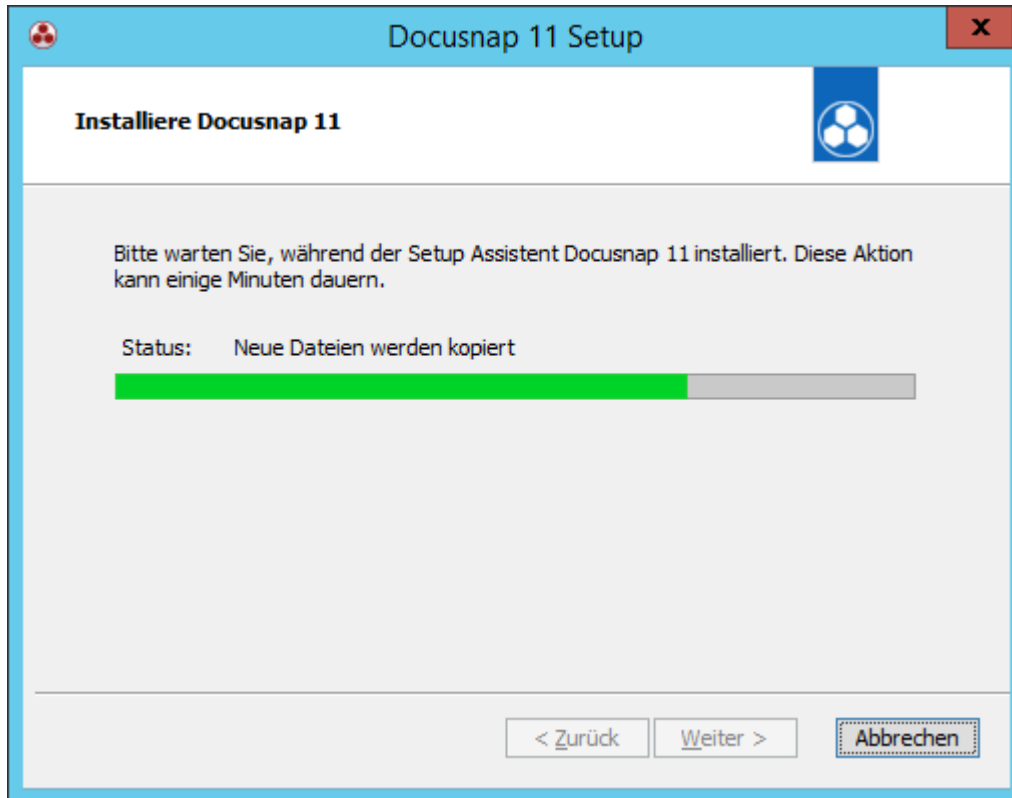 Docusnap 11 Setup
x
Installiere Docusnap 11
Bitte warten Sie, während der Setup Assistent Docusnap 11 installiert. Diese Aktion
kann einige Minuten dauern.
Status: Neue Dateien werden kopiert
< Zurück Weiter > Abbrechen